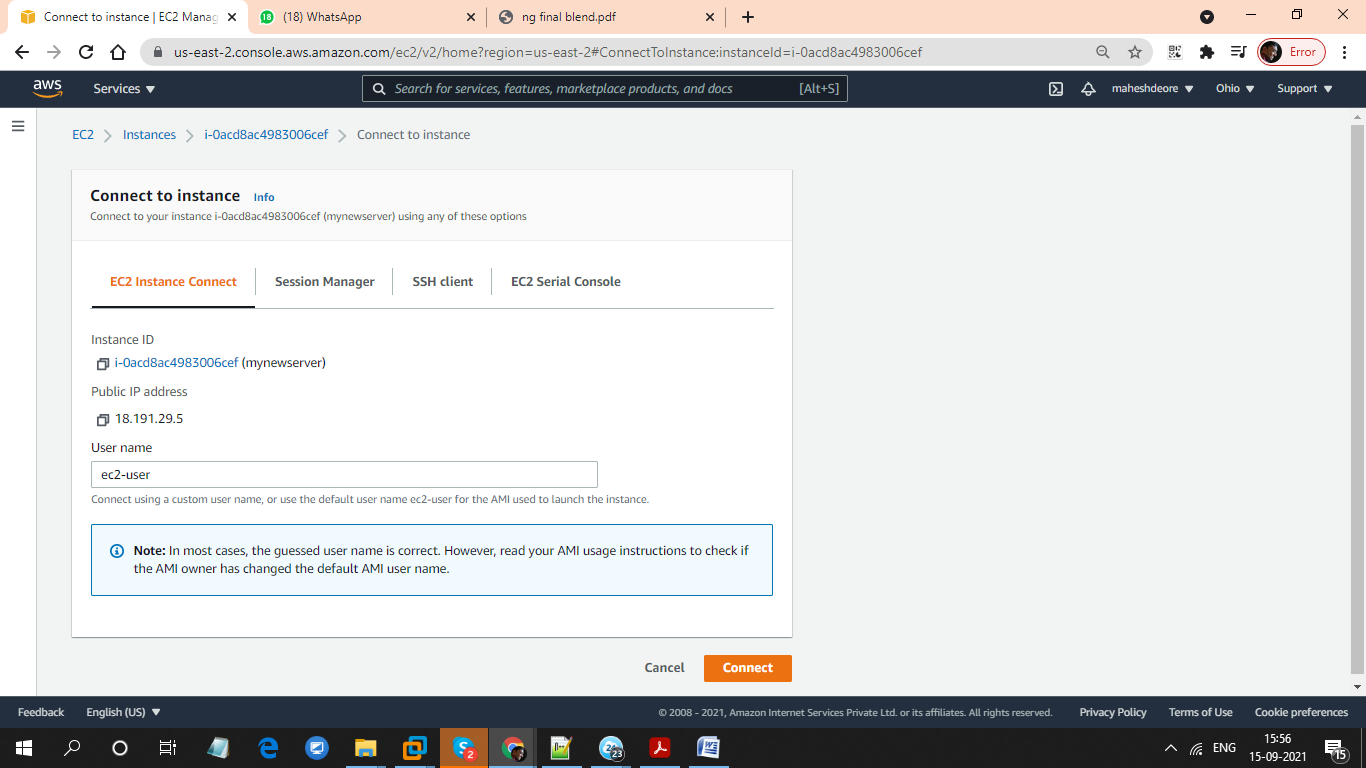 Connect to instance | EC2 Manag
(18) WhatsApp
ng final blend.pdf
us-east-2.console.aws.amazon.com/ec2/v2/home?region=us-east-2#ConnectToInstance:instanceId=i-0acd8ac4983006cef
Error
aws
Services
Search for services, features, marketplace products, and docs
[Alt+S]
maheshdeore
Ohio
Support
EC2
Instances
i-0acd8ac4983006cef
Connect to instance
Connect to instance
Info
Connect to your instance i-0acd8ac4983006cef (mynewserver) using any of these options
EC2 Instance Connect
Session Manager
SSH client
EC2 Serial Console
Instance ID
i-0acd8ac4983006cef (mynewserver)
Public IP address
18.191.29.5
User name
ec2-user
Connect using a custom user name, or use the default user name ec2-user for the AMI used to launch the instance.
Note: In most cases, the guessed user name is correct. However, read your AMI usage instructions to check if
the AMI owner has changed the default AMI user name.
Cancel
Connect
Feedback
English (US)
© 2008 - 2021, Amazon Internet Services Private Ltd. or its affiliates. All rights reserved.
Privacy Policy
Terms of Use
Cookie preferences
2
23
ENG
15:56
15-09-2021
15